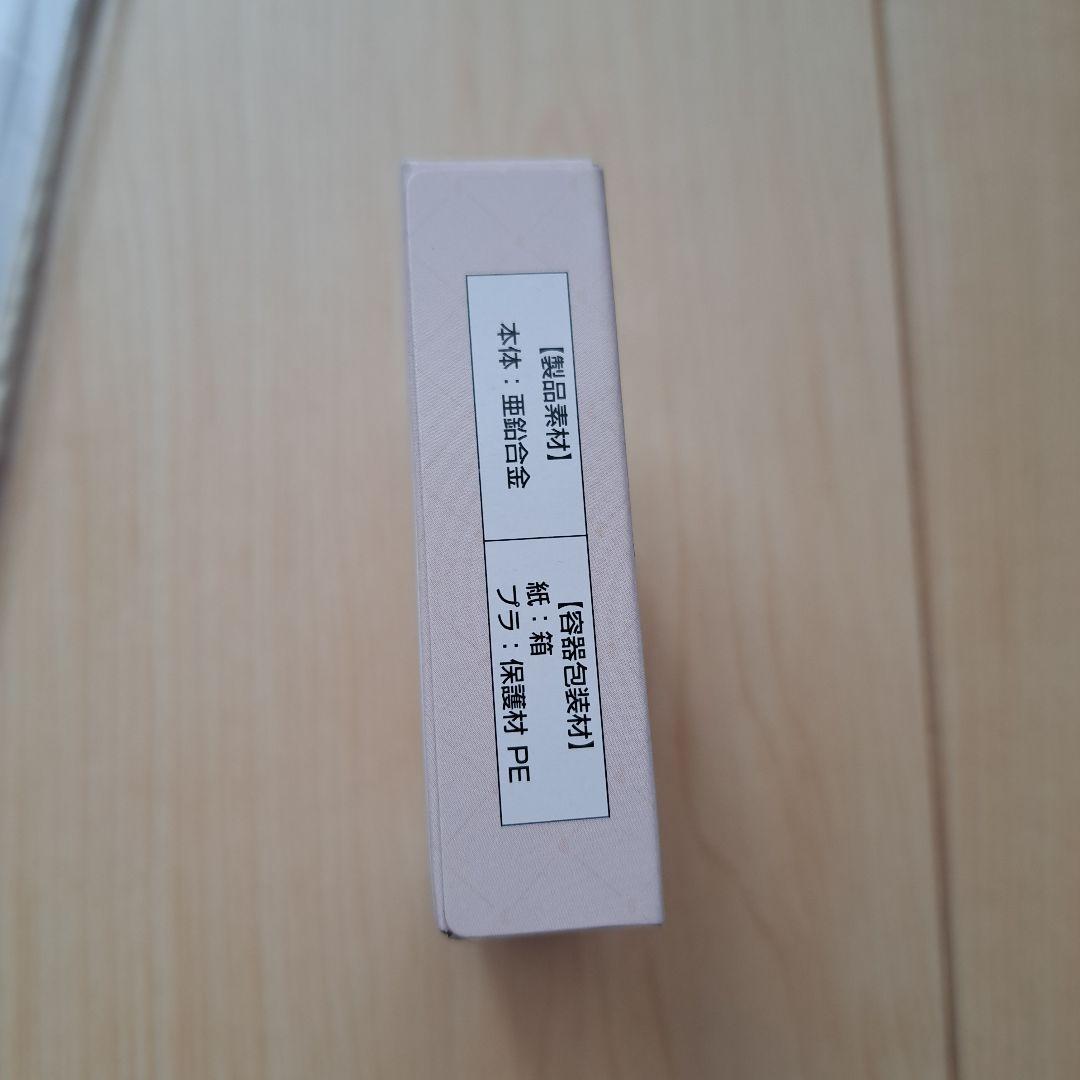 【製品素材】
本体：亜鉛合金
【容器包装材】
紙：箱
プラ：保護材 PE